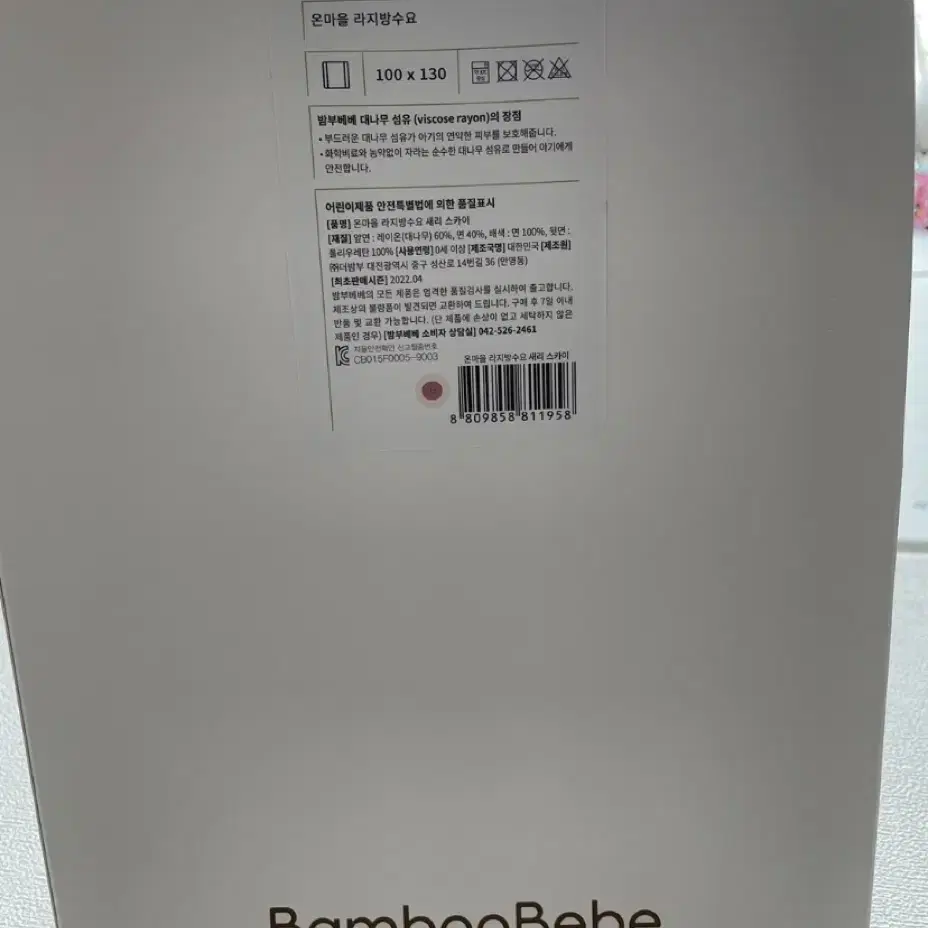 온마을 라지방수요
100 x 130
밤부베베 대나무 섬유 (viscose rayon)의 장점
• 부드러운 대나무 섬유가 아기의 연약한 피부를 보호해줍니다.
• 화학비료와 농약없이 자라는 순수한 대나무 섬유로 만들어 아기에게
안전합니다.
어린이제품 안전특별법에 의한 품질표시
[품명] 온마을 라지방수요 새리 스카이
[재질] 앞면 : 레이온(대나무) 60%, 면 40%, 배색 : 면 100%, 뒷면 :
폴리우레탄 100% [사용연령] 0세 이상 [제조국명] 대한민국 [제조원]
㈜더밤부 대전광역시 중구 성산로 14번길 36 (안영동)
[최초판매시즌] 2022.04
밤부베베의 모든 제품은 엄격한 품질검사를 실시하여 출고합니다.
제조상의 불량품이 발견되면 교환하여 드립니다. 구매 후 7일 이내
반품 및 교환 가능합니다. (단 제품에 손상이 없고 세탁하지 않은
제품인 경우) [밤부베베 소비자 상담실] 042-526-2461
자율안전확인 신고필증번호
CB015F0005-9003
온마을 라지방수요 새리 스카이
8 809858 811958
BambooBebe